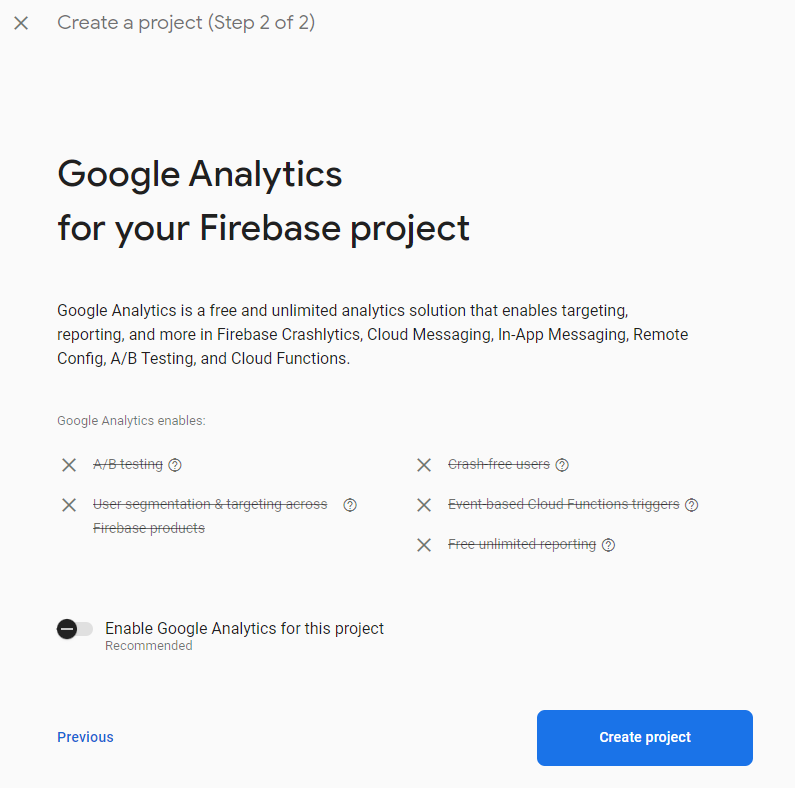 Create a project (Step 2 of 2)
Google Analytics
for your Firebase project
Google Analytics is a free and unlimited analytics solution that enables targeting,
reporting, and more in Firebase Crashlytics, Cloud Messaging, In-App Messaging, Remote
Config, A/B Testing, and Cloud Functions.
Google Analytics enables:
A/B testing
User segmentation & targeting across
Firebase products
Crash-free users
Event-based Cloud Functions triggers
Free unlimited reporting
Enable Google Analytics for this project
Recommended
Previous
Create project